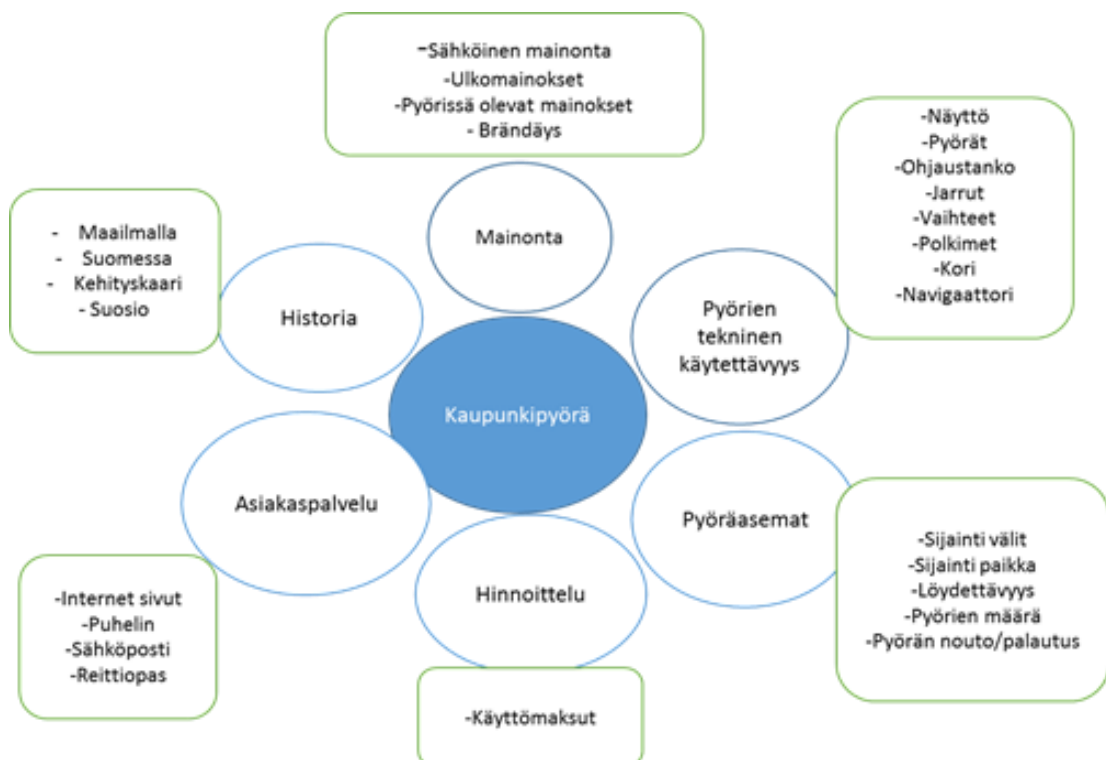 -Sähköinen mainonta
-Ulkomainokset
-Pyörissä olevat mainokset
- Brändäys
Mainonta
-Näyttö
-Pyörät
-Ohjaustanko
-Jarrut
-Vaihteet
-Polkimet
-Kori
-Navigaattori
Pyörien
tekninen
käytettävyys
- Maailmalla
- Suomessa
- Kehityskaari
- Suosio
Historia
Kaupunkipyörä
Asiakaspalvelu
-Internet sivut
-Puhelin
-Sähköposti
-Reittiopas
Hinnoittelu
-Käyttömaksut
Pyöräasemat
-Sijainti välit
-Sijainti paikka
-Löydettävyys
-Pyörien määrä
-Pyörän nouto/palautus